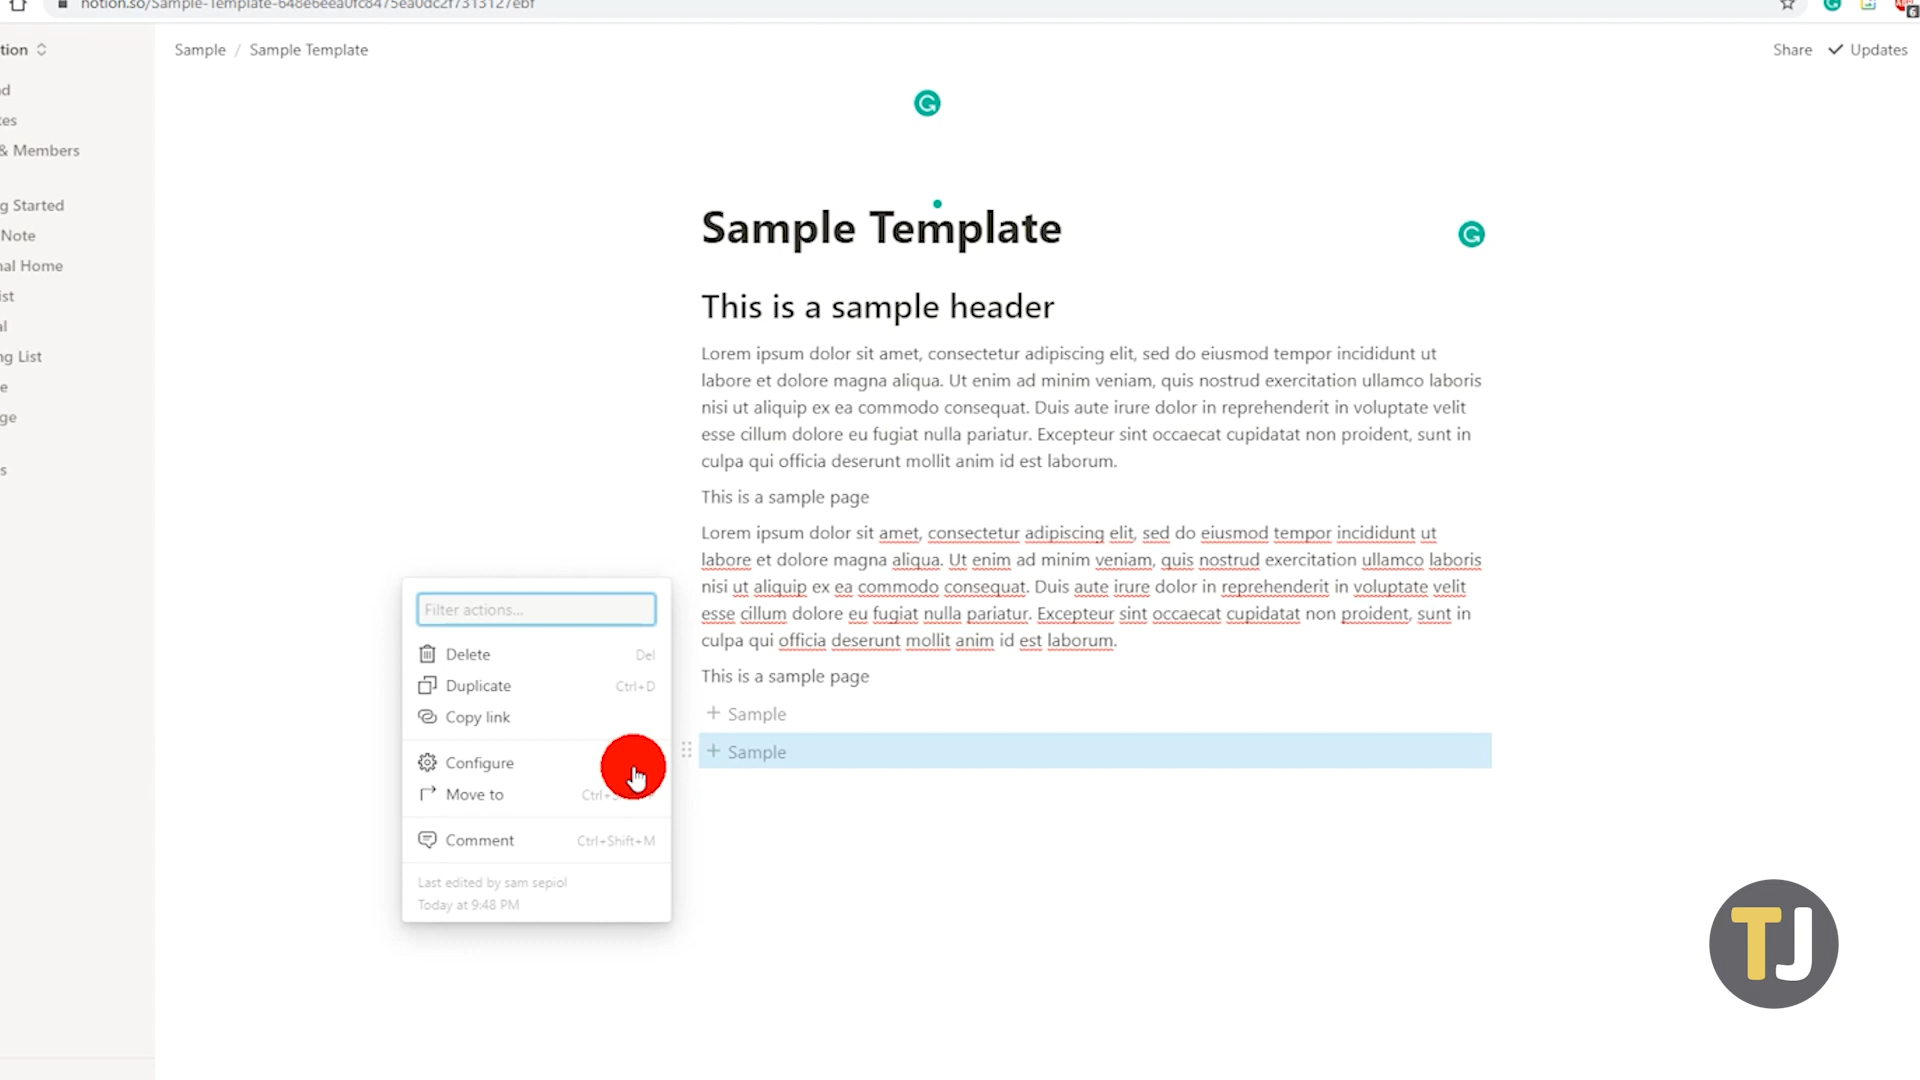 notion.so/Sample-Template-648e6eea0fc8475ea0dc2f7313127ebf
tion
Sample / Sample Template
Share
Updates
& Members
g Started
Note
ng List
Sample Template
This is a sample header
Lorem ipsum dolor sit amet, consectetur adipiscing elit, sed do eiusmod tempor incididunt ut
labore et dolore magna aliqua. Ut enim ad minim veniam, quis nostrud exercitation ullamco laboris
nisi ut aliquip ex ea commodo consequat. Duis aute irure dolor in reprehenderit in voluptate velit
esse cillum dolore eu fugiat nulla pariatur. Excepteur sint occaecat cupidatat non proident, sunt in
culpa qui officia deserunt mollit anim id est laborum.
This is a sample page
Lorem ipsum dolor sit amet, consectetur adipiscing elit, sed do eiusmod tempor incididunt ut
labore et dolore magna aliqua. Ut enim ad minim veniam, quis nostrud exercitation ullamco laboris
nisi ut aliquip ex ea commodo consequat. Duis aute irure dolor in reprehenderit in voluptate velit
esse cillum dolore eu fugiat nulla pariatur. Excepteur sint occaecat cupidatat non proident, sunt in
culpa qui officia deserunt mollit anim id est laborum.
This is a sample page
+ Sample
+ Sample
Filter actions...
Delete Del
Duplicate Ctrl+D
Copy link
Configure
Move to
Comment Ctrl+Shift+M
Last edited by sam sepiol
Today at 9:48 PM
TJ